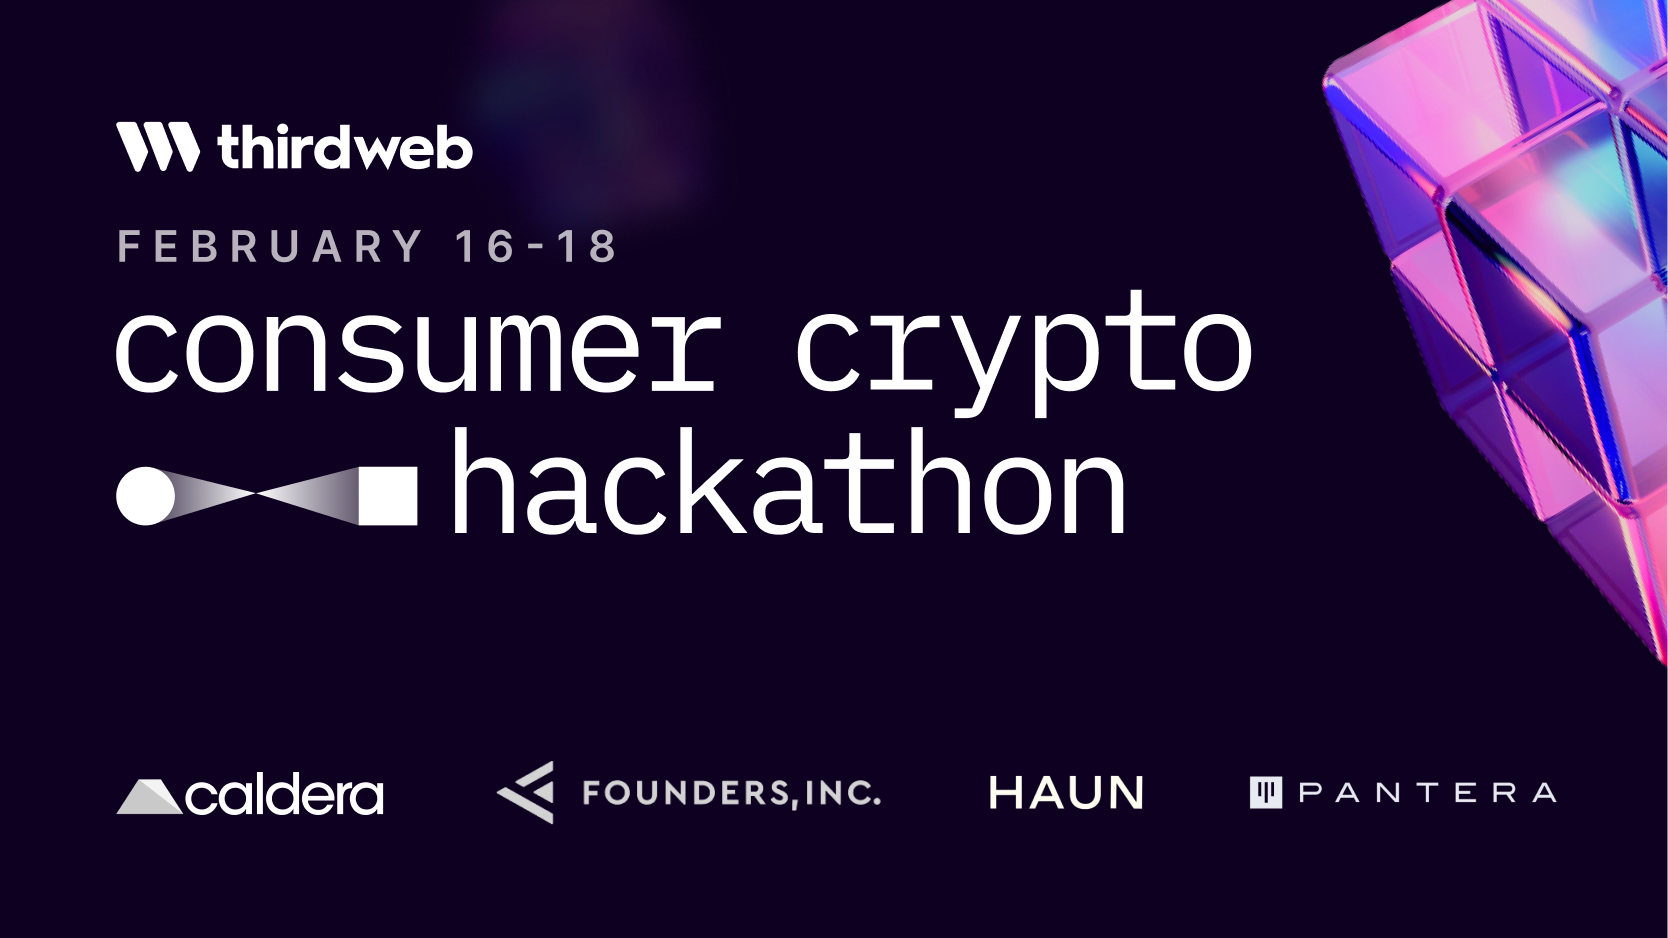 thirdweb
FEBRUARY 16-18
consumer crypto
hackathon
caldera
FOUNDERS,INC.
HAUN
PANTERA